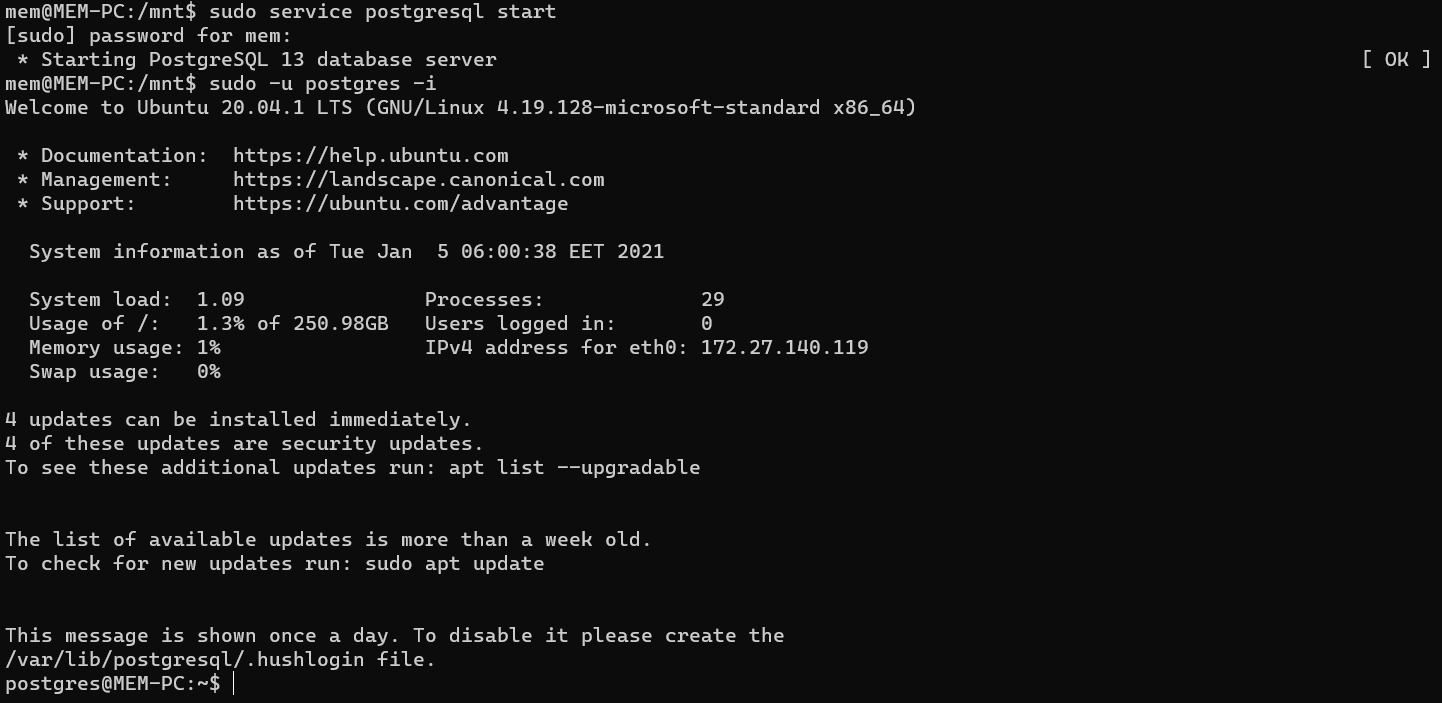 mem@MEM-PC:/mnt$ sudo service postgresql start
[sudo] password for mem:
 * Starting PostgreSQL 13 database server                                                                        [ OK ]
mem@MEM-PC:/mnt$ sudo -u postgres -i
Welcome to Ubuntu 20.04.1 LTS (GNU/Linux 4.19.128-microsoft-standard x86_64)

 * Documentation:  https://help.ubuntu.com
 * Management:     https://landscape.canonical.com
 * Support:        https://ubuntu.com/advantage

  System information as of Tue Jan  5 06:00:38 EET 2021

  System load:  1.09               Processes:             29
  Usage of /:   1.3% of 250.98GB   Users logged in:       0
  Memory usage: 1%                 IPv4 address for eth0: 172.27.140.119
  Swap usage:   0%

4 updates can be installed immediately.
4 of these updates are security updates.
To see these additional updates run: apt list --upgradable


The list of available updates is more than a week old.
To check for new updates run: sudo apt update


This message is shown once a day. To disable it please create the
/var/lib/postgresql/.hushlogin file.
postgres@MEM-PC:~$